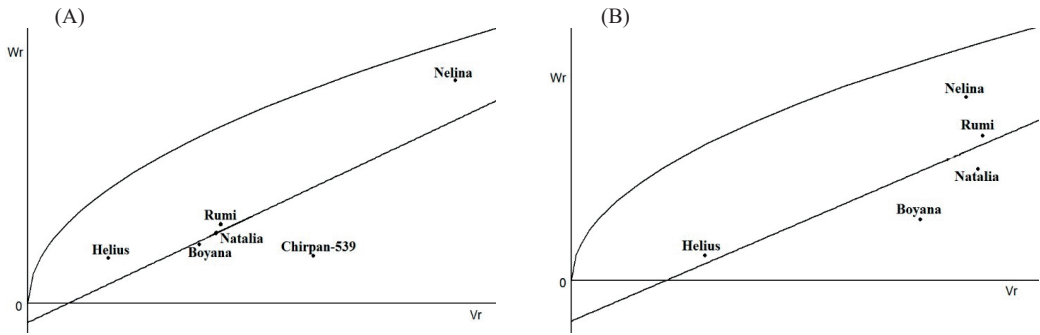 (A)
Wr
Nelina
Rumi
Natalia
Helius
Boyana
Chirpan-539
0
Vr
(B)
Wr
Nelina
Rumi
Natalia
Boyana
Helius
0
Vr